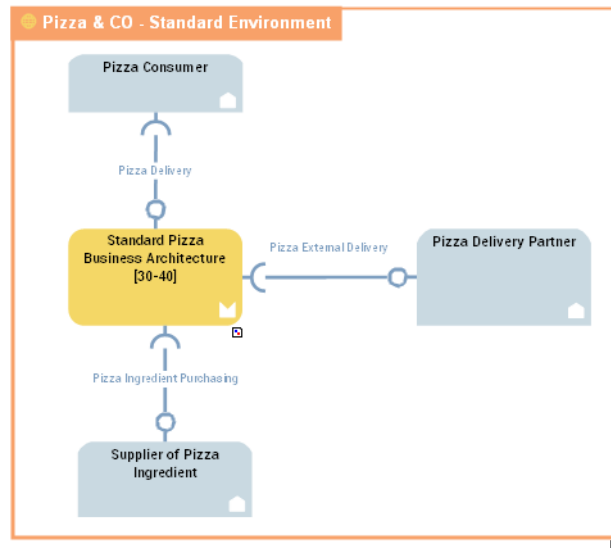 Pizza & CO - Standard Environment
Pizza Consumer
Pizza Delivery
Standard Pizza
Business Architecture
[30-40]
Pizza External Delivery
Pizza Delivery Partner
Pizza Ingredient Purchasing
Supplier of Pizza
Ingredient